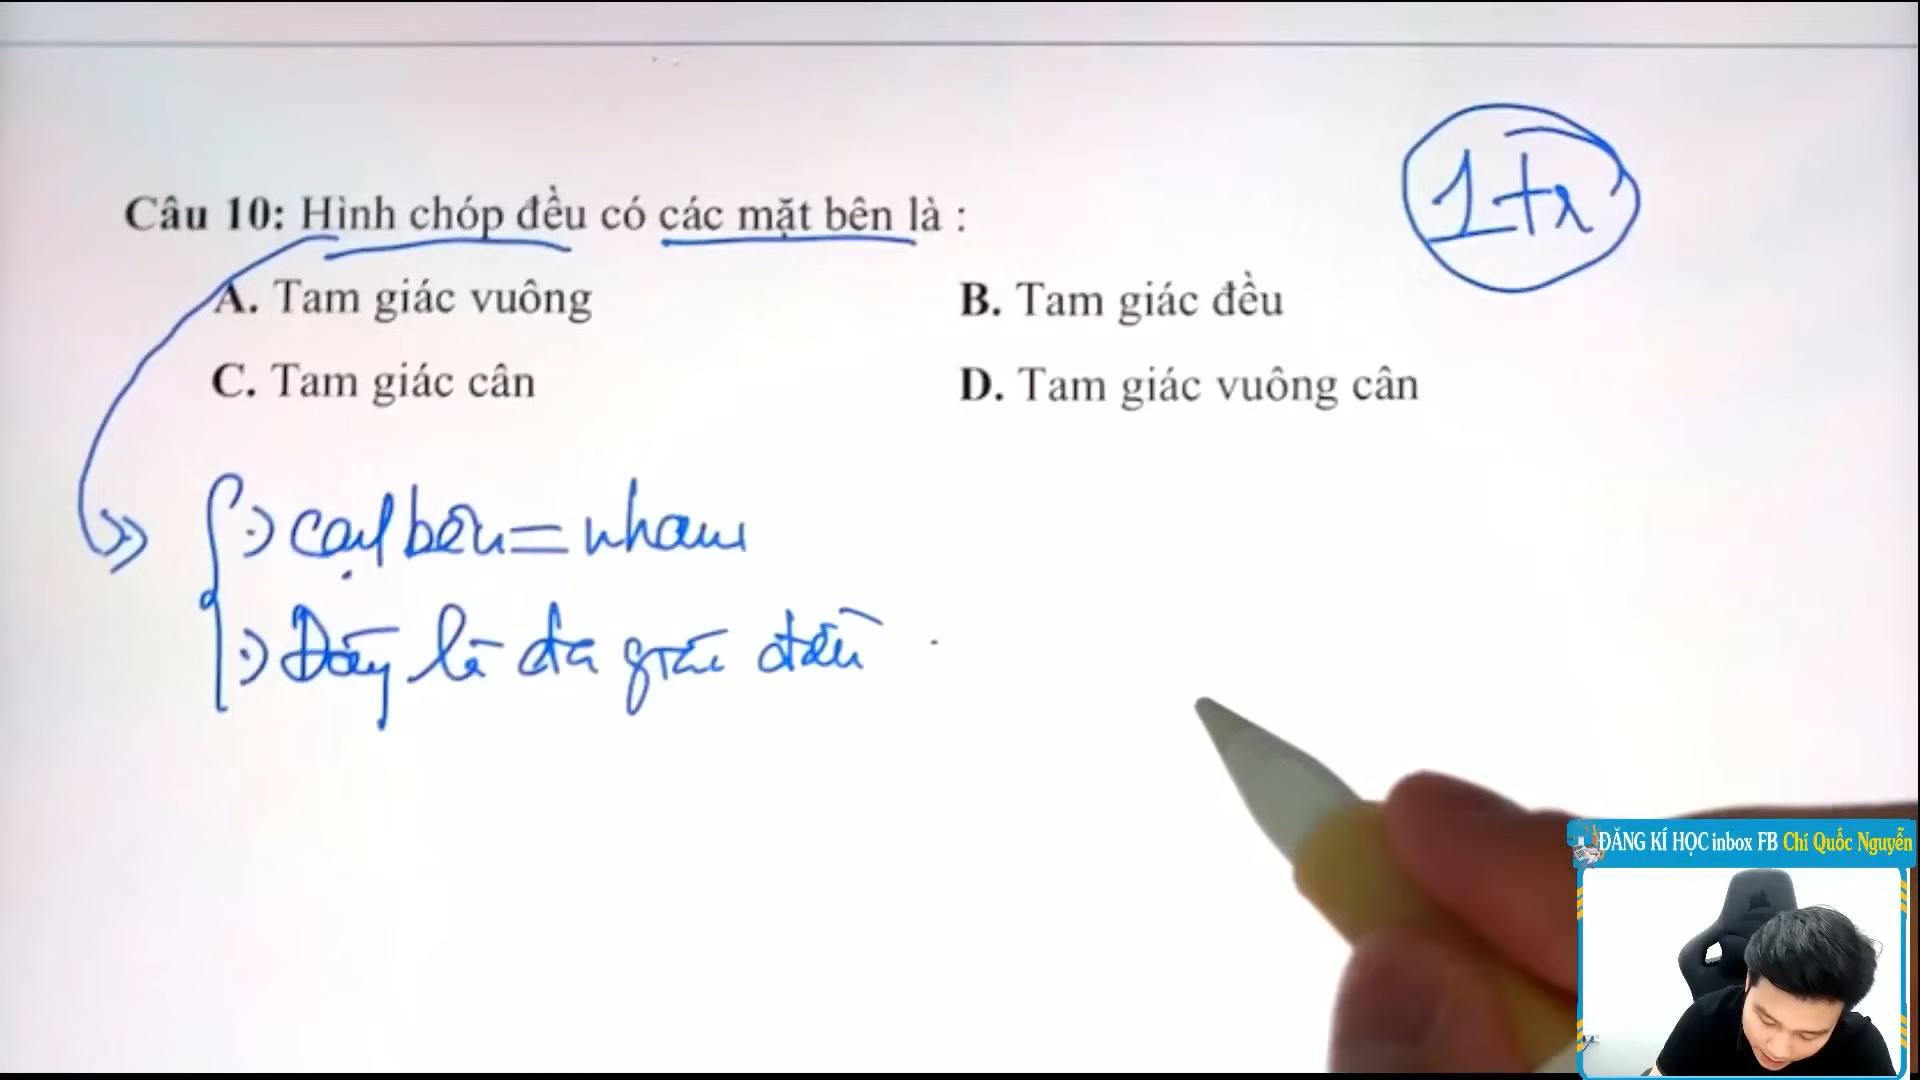 Câu 10: Hình chóp đều có các mặt bên là :
A. Tam giác vuông
B. Tam giác đều
C. Tam giác cân
D. Tam giác vuông cân
1 tr
cạnh bên = nhau
Đáy là đa giác đều
ĐĂNG KÍ HỌC inbox FB Chí Quốc Nguyễn